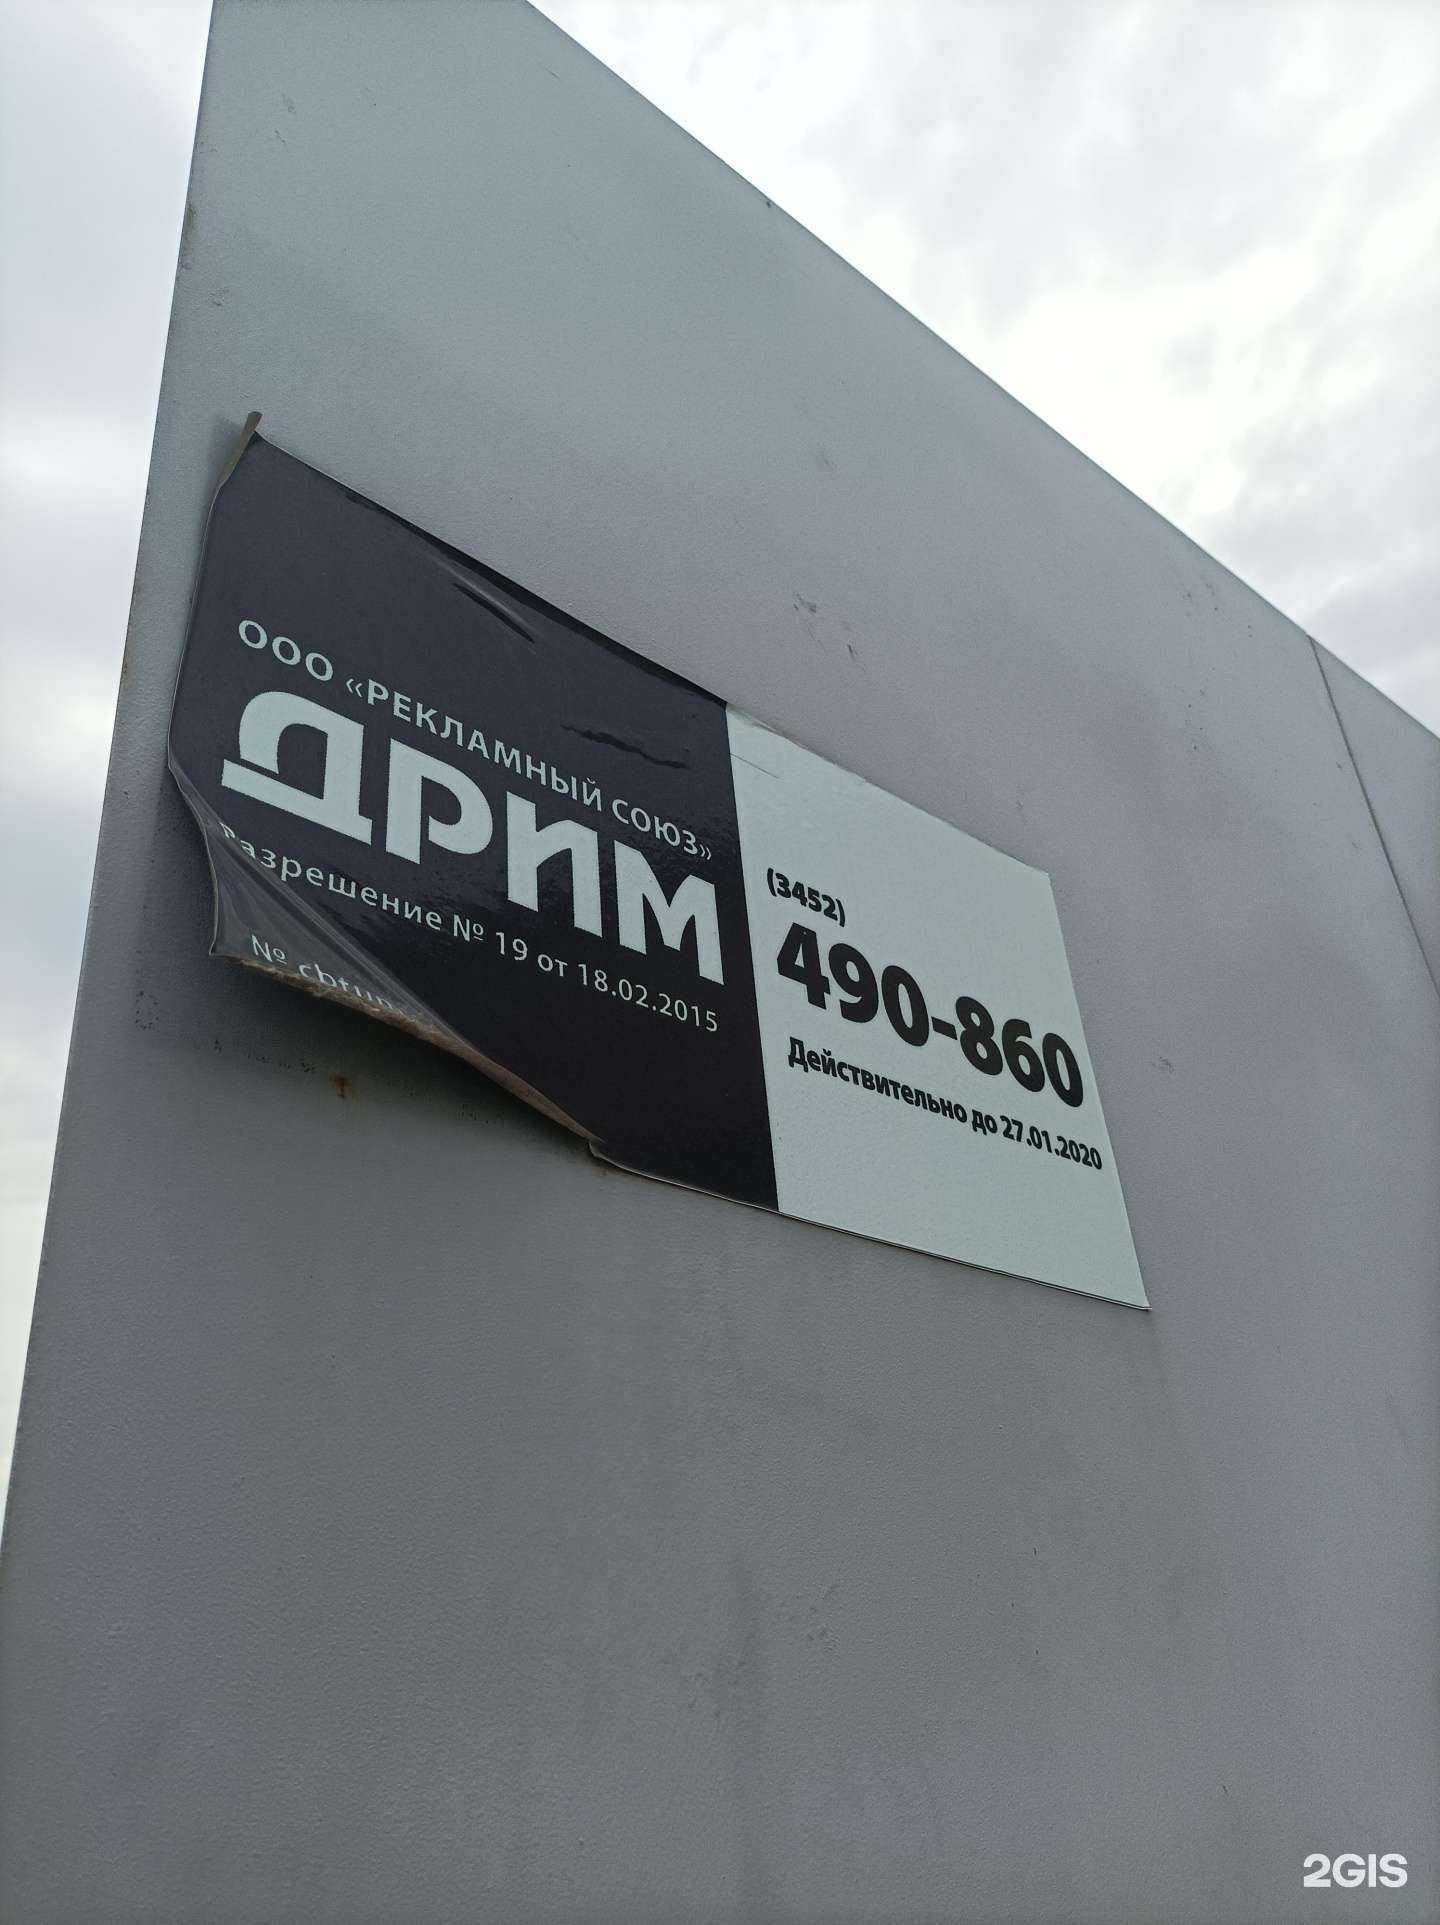 ООО «РЕКЛАМНЫЙ СОЮЗ»
ДРИМ
Разрешение № 19 от 18.02.2015
№
(3452)
490-860
Действительно до 27.01.2020
2GIS